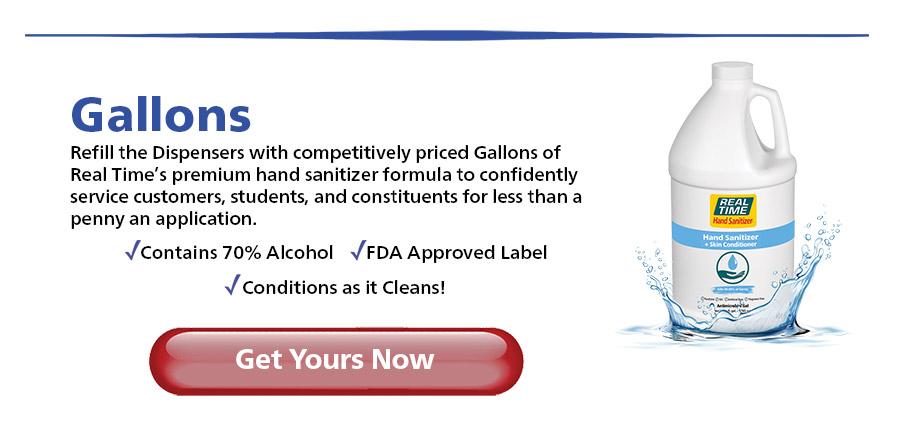 Gallons
Refill the Dispensers with competitively priced Gallons of
Real Time’s premium hand sanitizer formula to confidently
service customers, students, and constituents for less than a
penny an application.
√Contains 70% Alcohol √FDA Approved Label
√ Conditions as it Cleans!
Get Yours Now
REAL
TIME
Hand Sanitizer
Hand Sanitizer
+ Skin Conditioner
Antimicrobial Gel